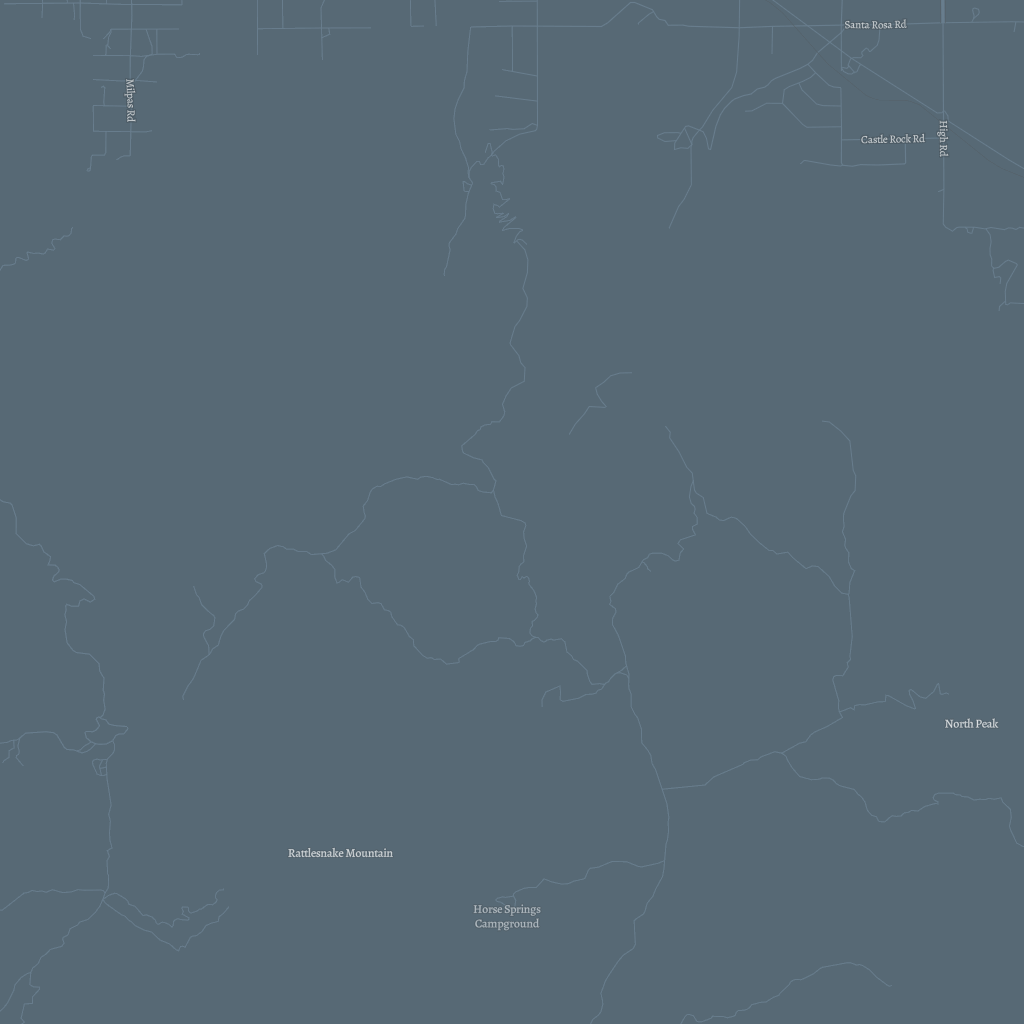 Santa Rosa Rd
Milpas Rd
High Rd
Castle Rock Rd
North Peak
Rattlesnake Mountain
Horse Springs
Campground